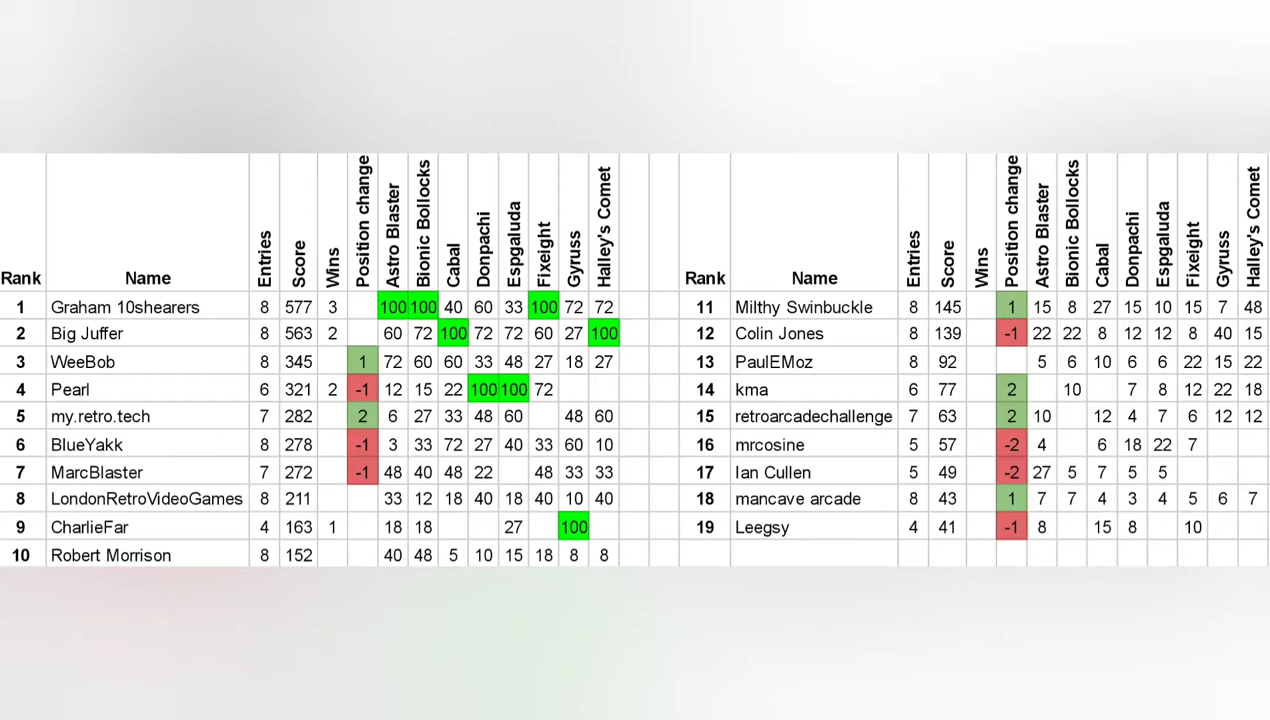 Rank Name Entries Score Wins Position change Astro Blaster Bionic Bollocks Cabal Donpachi Espgaluda Fixeight Gyruss Halley's Comet
1 Graham 10shearers 8 577 3 100 100 40 60 33 100 72 72
2 Big Juffer 8 563 2 60 72 100 72 72 60 27 100
3 WeeBob 8 345 1 72 60 60 33 48 27 18 27
4 Pearl 6 321 2 -1 12 15 22 100 100 72
5 my.retro.tech 7 282 2 6 27 33 48 60 48 60
6 BlueYakk 8 278 -1 3 33 72 27 40 33 60 10
7 MarcBlaster 7 272 -1 48 40 48 22 48 33 33
8 LondonRetroVideoGames 8 211 33 12 18 40 18 40 10 40
9 CharlieFar 4 163 1 18 18 27 100
10 Robert Morrison 8 152 40 48 5 10 15 18 8 8
Rank Name Entries Score Wins Position change Astro Blaster Bionic Bollocks Cabal Donpachi Espgaluda Fixeight Gyruss Halley's Comet
11 Milthy Swinbuckle 8 145 1 15 8 27 15 10 15 7 48
12 Colin Jones 8 139 -1 22 22 8 12 12 8 40 15
13 PaulEMoz 8 92 5 6 10 6 6 22 15 22
14 kma 6 77 2 10 7 8 12 22 18
15 retroarcadechallenge 7 63 2 10 12 4 7 6 12 12
16 mrcosine 5 57 -2 4 6 18 22 7
17 Ian Cullen 5 49 -2 27 5 7 5 5
18 mancave arcade 8 43 1 7 7 4 3 4 5 6 7
19 Leegsy 4 41 -1 8 15 8 10